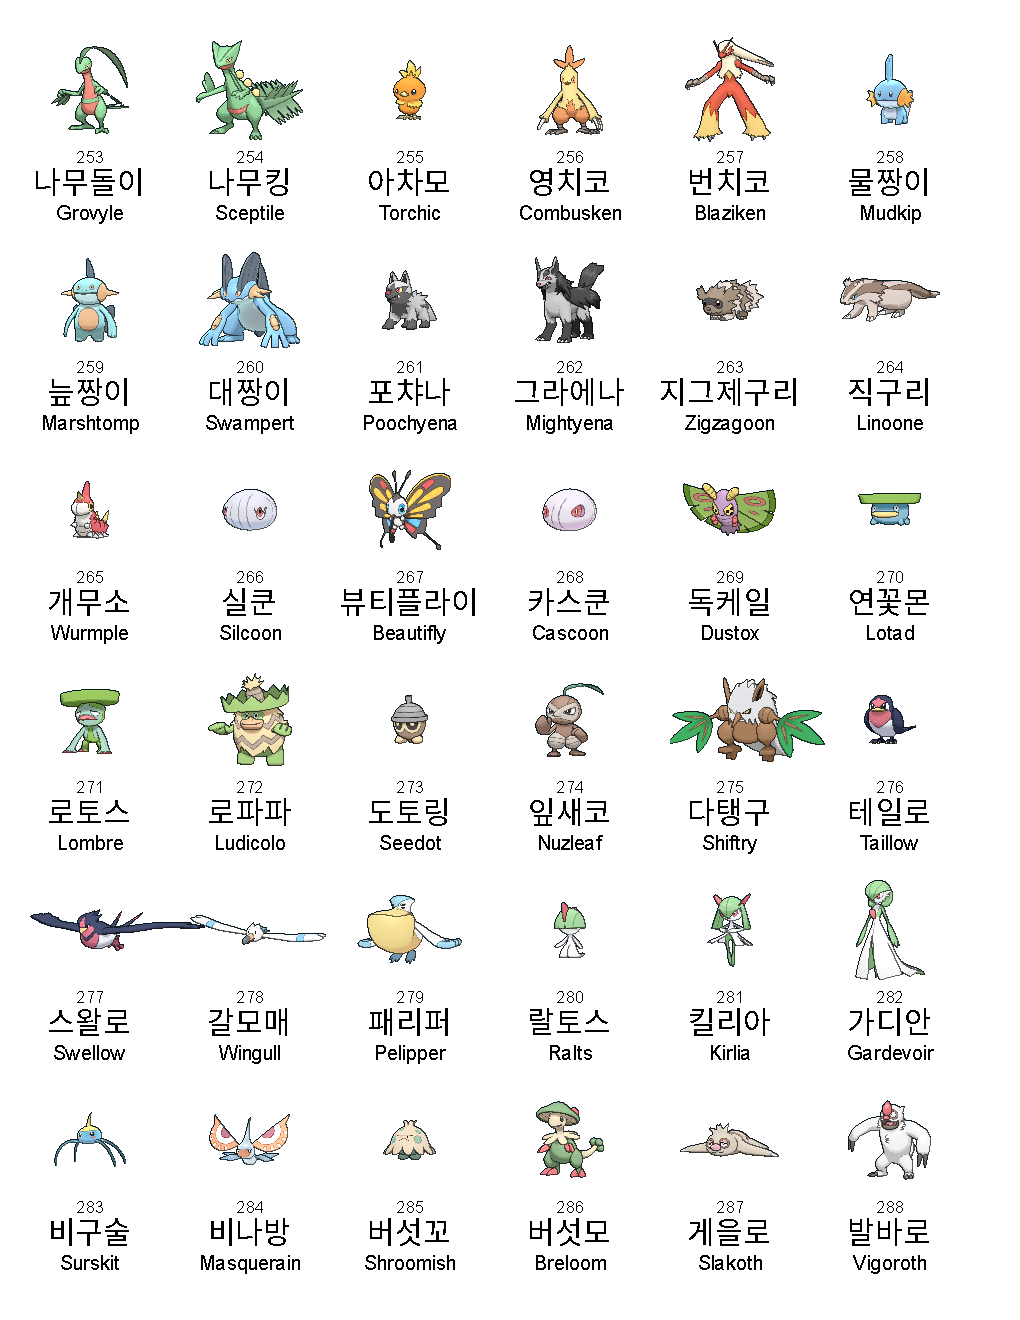 253 254 255 256 257 258
나무돌이 나무킹 아차모 영치코 번치코 물짱이
Grovyle Sceptile Torchic Combusken Blaziken Mudkip
259 260 261 262 263 264
늪짱이 대짱이 포챠나 그라에나 지그제구리 직구리
Marshtomp Swampert Poochyena Mightyena Zigzagoon Linoone
265 266 267 268 269 270
개무소 실쿤 뷰티플라이 카스쿤 독케일 연꽃몬
Wurmple Silcoon Beautifly Cascoon Dustox Lotad
271 272 273 274 275 276
로토스 로파파 도토링 잎새코 다탱구 테일로
Lombre Ludicolo Seedot Nuzleaf Shiftry Taillow
277 278 279 280 281 282
스왈로 갈모매 패리퍼 랄토스 킬리아 가디안
Swellow Wingull Pelipper Ralts Kirlia Gardevoir
283 284 285 286 287 288
비구술 비나방 버섯꼬 버섯모 게을로 발바로
Surskit Masquerain Shroomish Breloom Slakoth Vigoroth